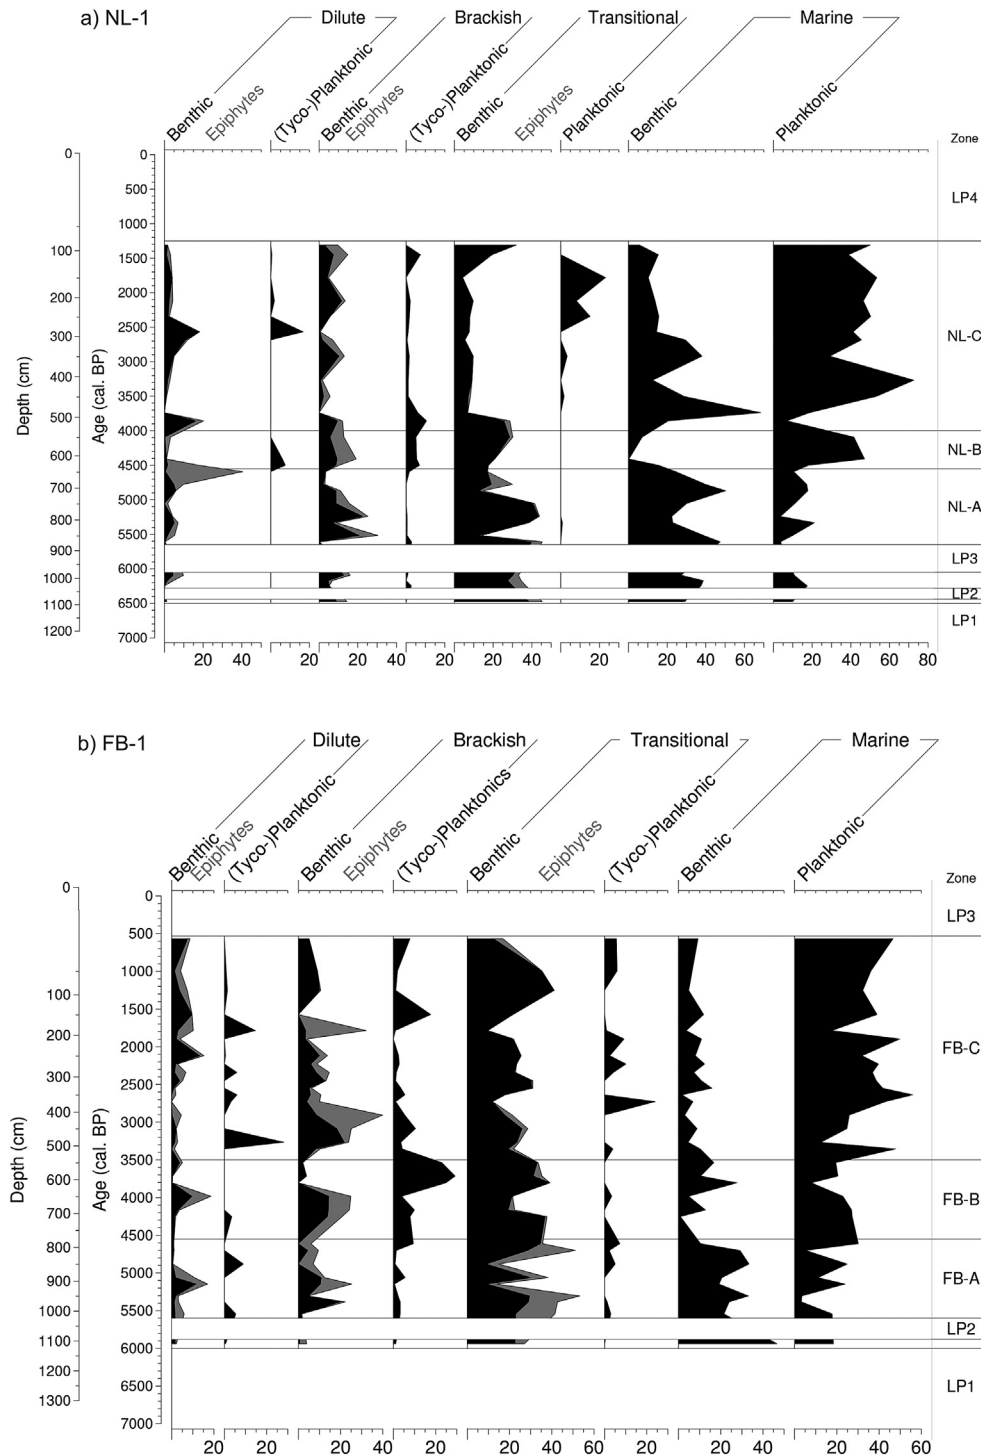 a) NL-1
Dilute
Brackish
Transitional
Marine
Benthic
Epiphytes
(Tyco-)Planktonic
Benthic
Epiphytes
(Tyco-)Planktonic
Benthic
Epiphytes
Planktonic
Benthic
Planktonic
Zone
Depth (cm)
0
100
200
300
400
500
600
700
800
900
1000
1100
1200
Age (cal. BP)
0
500
1000
1500
2000
2500
3000
3500
4000
4500
5000
5500
6000
6500
7000
LP4
NL-C
NL-B
NL-A
LP3
LP2
LP1
20 40 20 20 40 20 20 40 20 20 40 60 20 40 60 80
b) FB-1
Dilute
Brackish
Transitional
Marine
Benthic
Epiphytes
(Tyco-)Planktonic
Benthic
Epiphytes
(Tyco-)Planktonics
Benthic
Epiphytes
(Tyco-)Planktonic
Benthic
Planktonic
Zone
Depth (cm)
0
100
200
300
400
500
600
700
800
900
1000
1100
1300
Age (cal. BP)
0
500
1000
1500
2000
2500
3000
3500
4000
4500
5000
5500
6000
6500
7000
LP3
FB-C
FB-B
FB-A
LP2
LP1
20 20 20 40 20 20 40 60 20 20 40 20 40 60